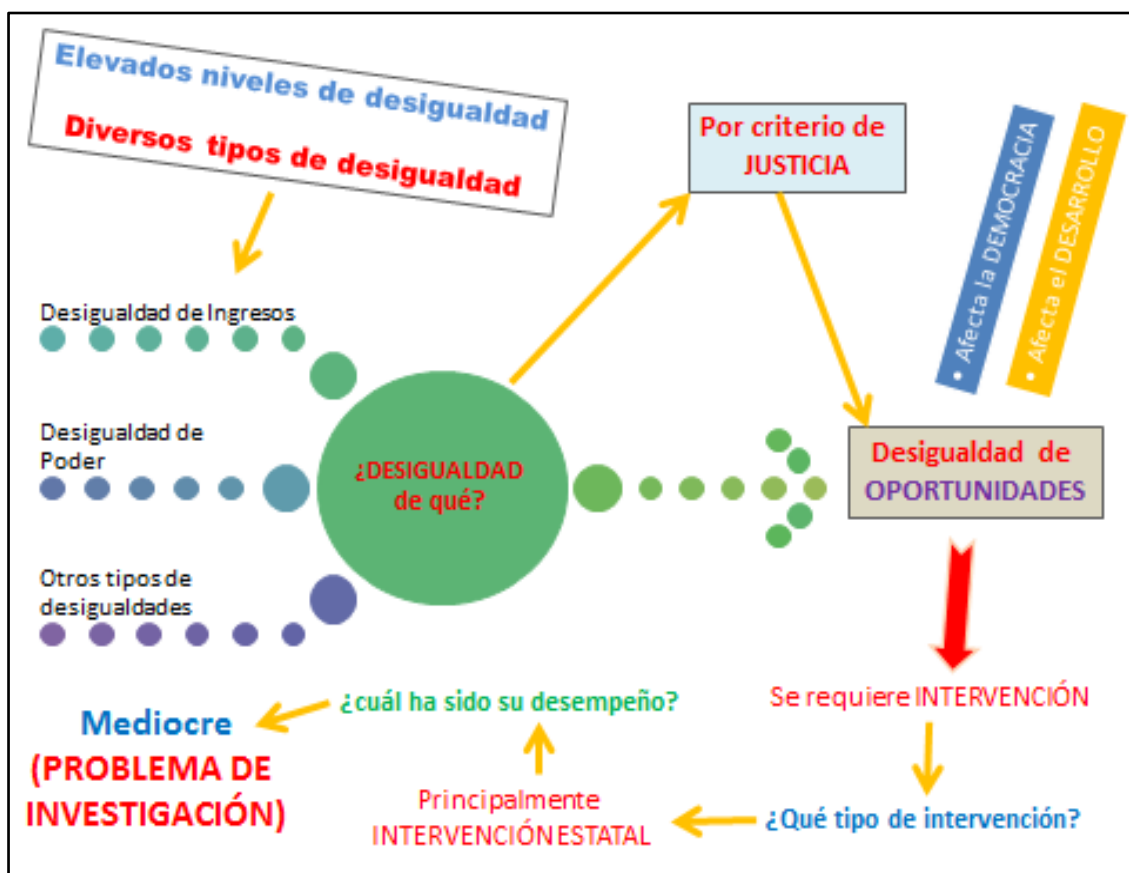 Elevados niveles de desigualdad
Diversos tipos de desigualdad
Por criterio de
JUSTICIA
• Afecta la DEMOCRACIA
• Afecta el DESARROLLO
Desigualdad de Ingresos
Desigualdad de
Poder
Otros tipos de
desigualdades
¿DESIGUALDAD
de qué?
Desigualdad de
OPORTUNIDADES
Se requiere INTERVENCIÓN
¿Qué tipo de intervención?
Principalmente
INTERVENCIÓN ESTATAL
¿cuál ha sido su desempeño?
Mediocre
(PROBLEMA DE
INVESTIGACIÓN)